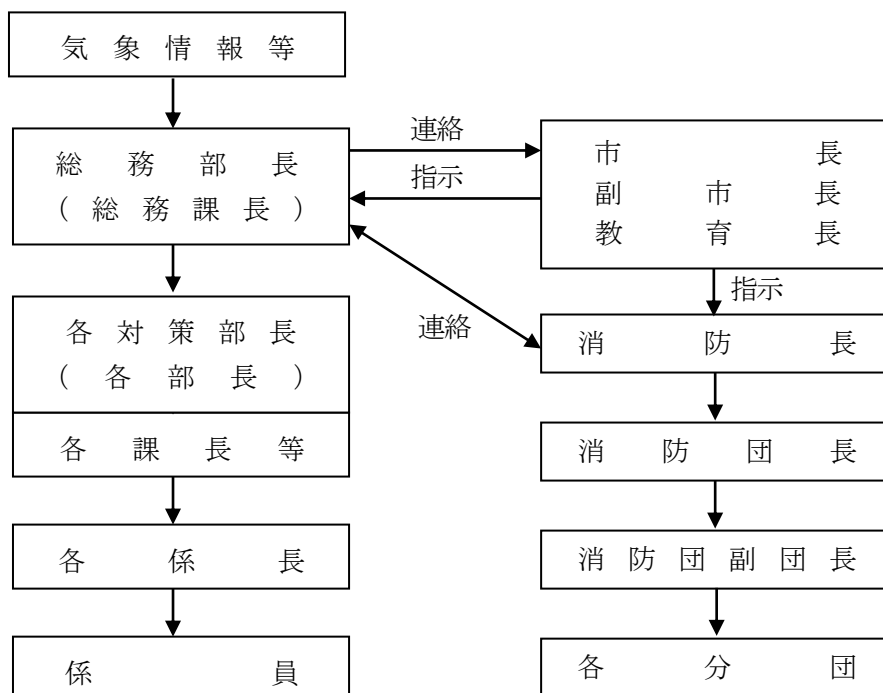 気象情報等
総務部長
(総務課長)
連絡
指示
市長
副市長
教育長
指示
各対策部長
(各部長)
各課長等
連絡
消防長
消防団長
各係長
消防団副団長
係員
各分団